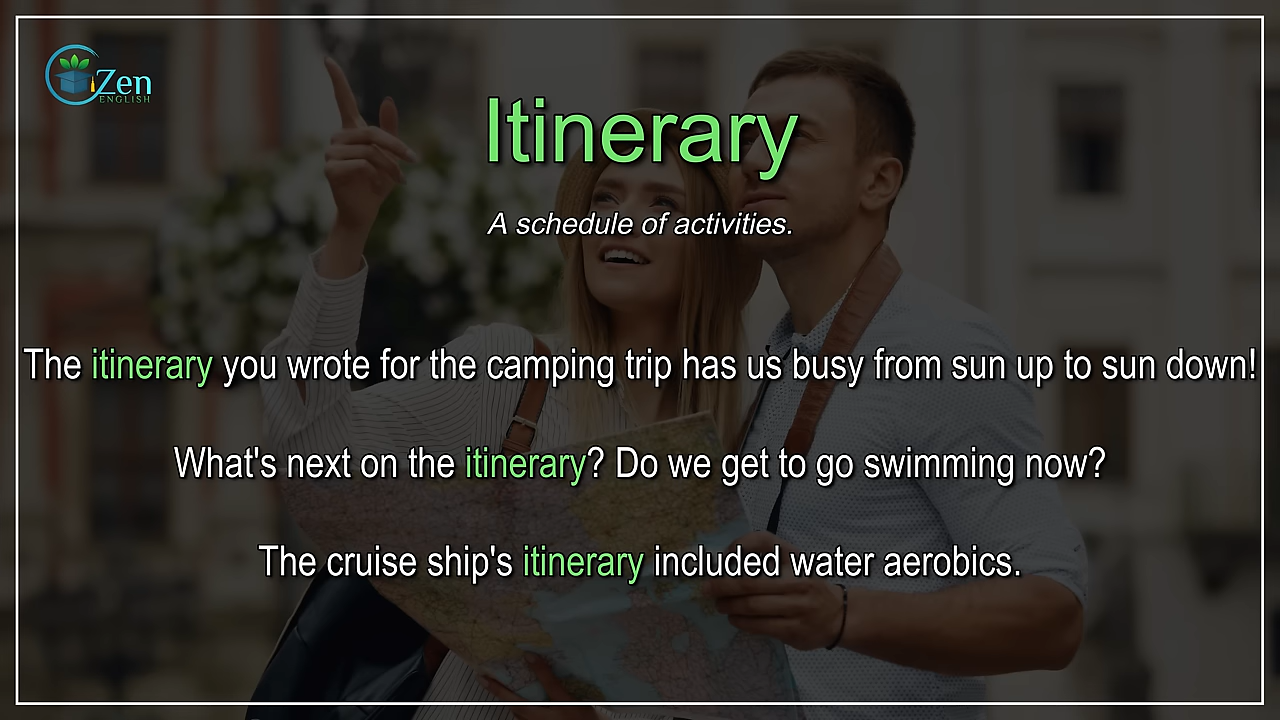 Zen
ENGLISH
Itinerary
A schedule of activities.
The itinerary you wrote for the camping trip has us busy from sun up to sun down!
What's next on the itinerary? Do we get to go swimming now?
The cruise ship's itinerary included water aerobics.